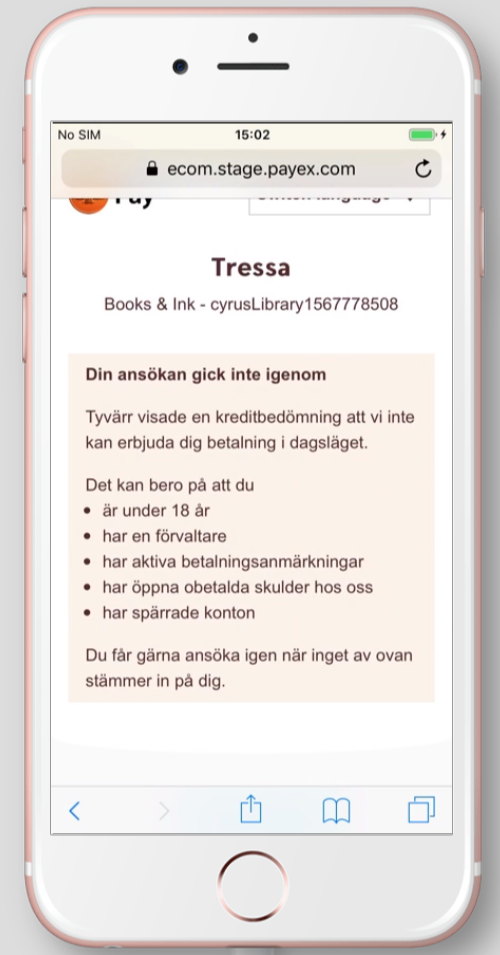 No SIM 15:02
ecom.stage.payex.com
Pay
Tressa
Books & Ink - cyrusLibrary1567778508
Din ansökan gick inte igenom
Tyvärr visade en kreditbedömning att vi inte
kan erbjuda dig betalning i dagsläget.
Det kan bero på att du
• är under 18 år
• har en förvaltare
• har aktiva betalningsanmärkningar
• har öppna obetalda skulder hos oss
• har spärrade konton
Du får gärna ansöka igen när inget av ovan
stämmer in på dig.